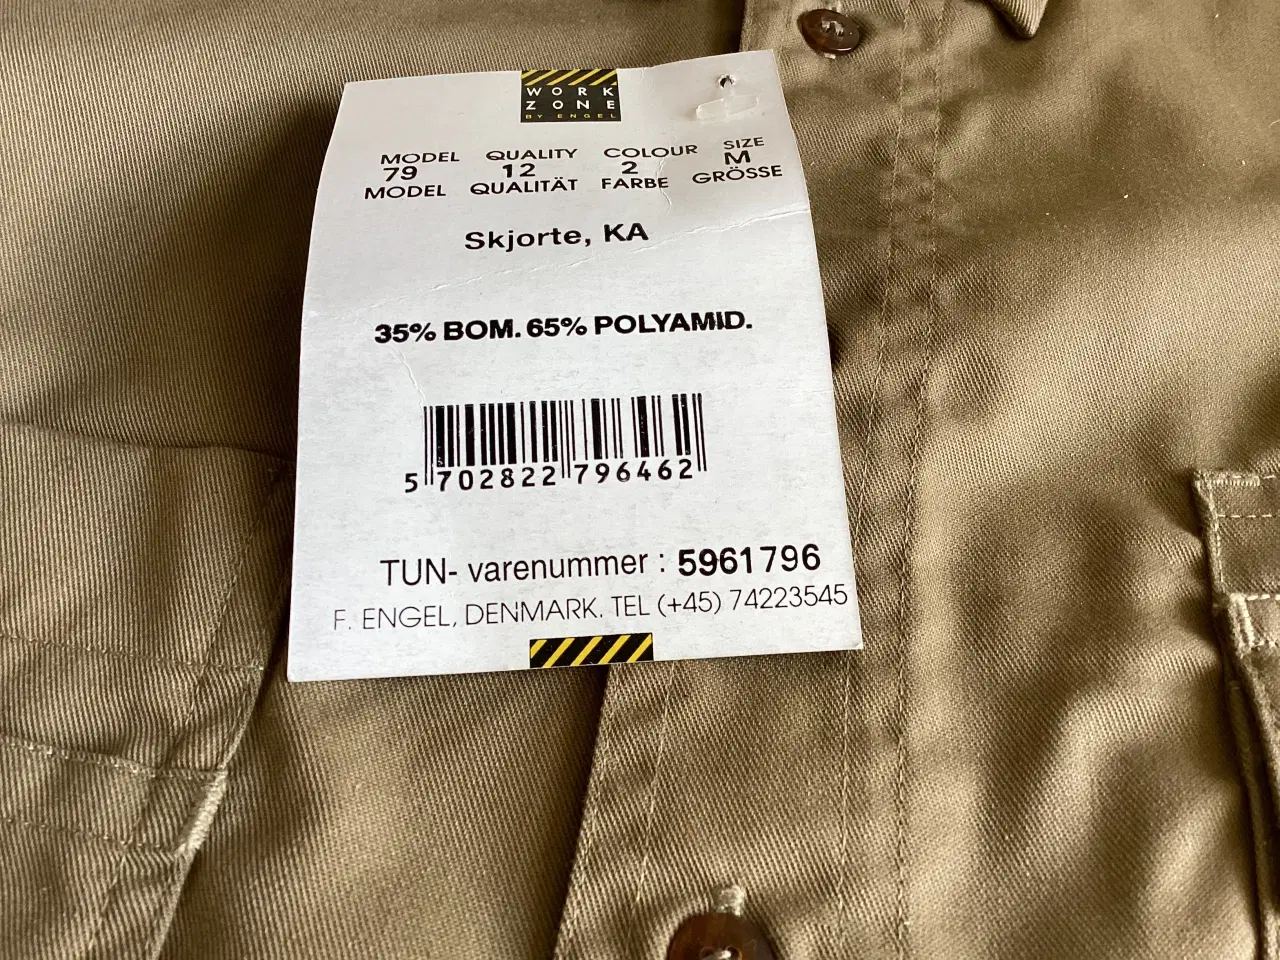 WORK
ZONE
BY ENGEL
MODEL QUALITY COLOUR SIZE
79 12 2 M
MODEL QUALITÄT FARBE GRÖSSE
Skjorte, KA
35% BOM. 65% POLYAMID.
5 702822 796462
TUN- varenummer : 5961796
F. ENGEL, DENMARK. TEL (+45) 74223545